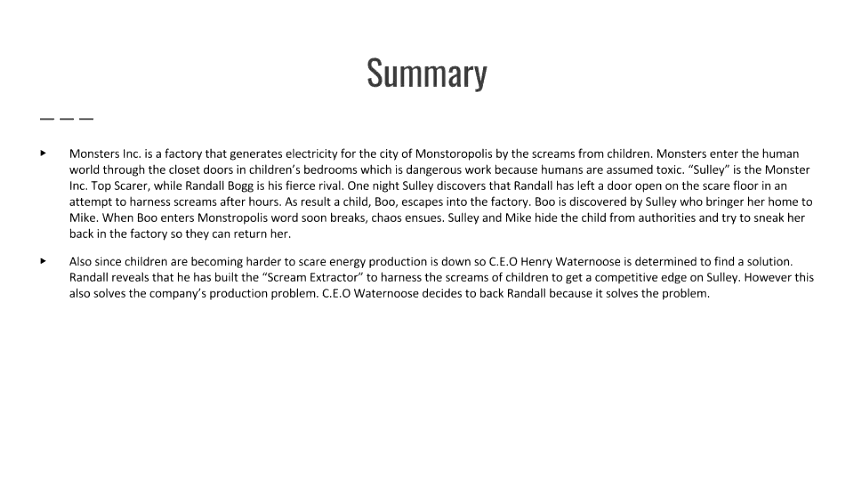 Summary
Monsters Inc. is a factory that generates electricity for the city of Monstoropolis by the screams from children. Monsters enter the human
world through the closet doors in children’s bedrooms which is dangerous work because humans are assumed toxic. “Sulley” is the Monster
Inc. Top Scarer, while Randall Bogg is his fierce rival. One night Sulley discovers that Randall has left a door open on the scare floor in an
attempt to harness screams after hours. As result a child, Boo, escapes into the factory. Boo is discovered by Sulley who bringer her home to
Mike. When Boo enters Monstropolis word soon breaks, chaos ensues. Sulley and Mike hide the child from authorities and try to sneak her
back in the factory so they can return her.
Also since children are becoming harder to scare energy production is down so C.E.O Henry Waternoose is determined to find a solution.
Randall reveals that he has built the “Scream Extractor” to harness the screams of children to get a competitive edge on Sulley. However this
also solves the company’s production problem. C.E.O Waternoose decides to back Randall because it solves the problem.